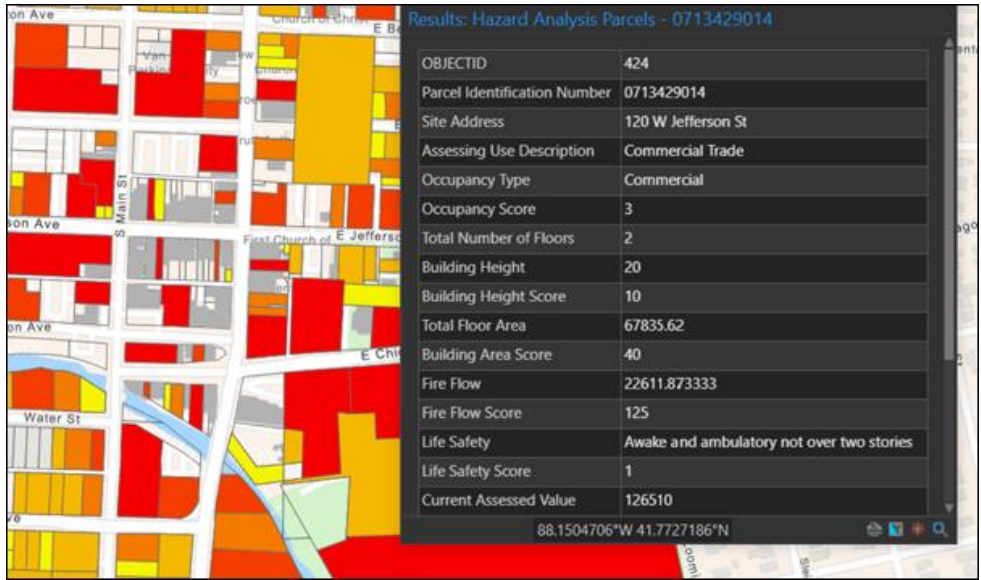 on Ave
Church of Christ
E Be
Results: Hazard Analysis Parcels - 0713429014
OBJECTID 424
Parcel Identification Number 0713429014
Site Address 120 W Jefferson St
Assessing Use Description Commercial Trade
Occupancy Type Commercial
Occupancy Score 3
Total Number of Floors 2
Building Height 20
Building Height Score 10
Total Floor Area 67835.62
Building Area Score 40
Fire Flow 22611.873333
Fire Flow Score 125
Life Safety Awake and ambulatory not over two stories
Life Safety Score 1
Current Assessed Value 126510
88.1504706°W 41.7727186°N
Van
S Main St
son Ave
First Church of
E Jefferso
on Ave
E Chi
Water St